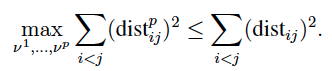 max_{ν^1,...,ν^p} ∑_{i<j} (dist^p_{ij})^2 ≤ ∑_{i<j} (dist_{ij})^2.